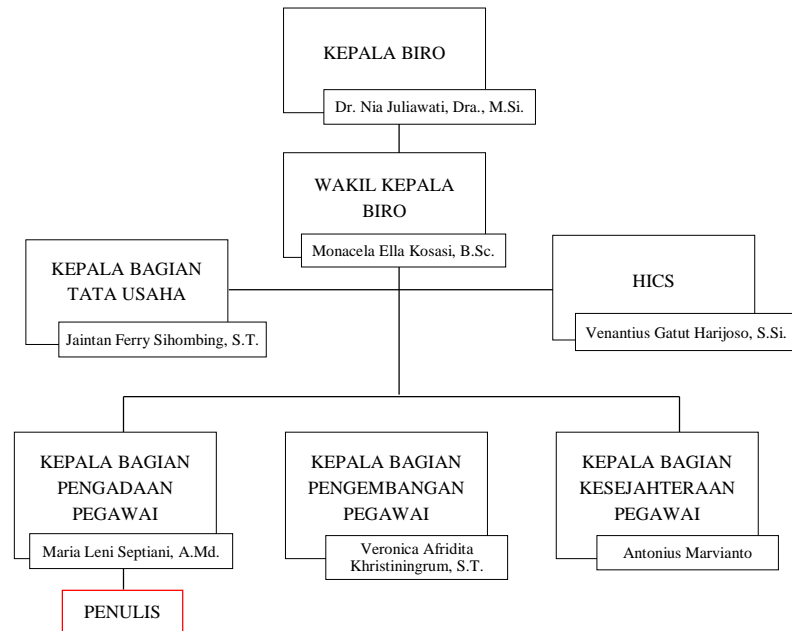 KEPALA BIRO
Dr. Nia Juliawati, Dra., M.Si.
WAKIL KEPALA
BIRO
Monacela Ella Kosasi, B.Sc.
KEPALA BAGIAN
TATA USAHA
Jaintan Ferry Sihombing, S.T.
HICS
Venantius Gatut Harijoso, S.Si.
KEPALA BAGIAN
PENGADAAN
PEGAWAI
Maria Leni Septiani, A.Md.
KEPALA BAGIAN
PENGEMBANGAN
PEGAWAI
Veronica Afridita
Khristiningrum, S.T.
KEPALA BAGIAN
KESEJAHTERAAN
PEGAWAI
Antonius Marvianto
PENULIS